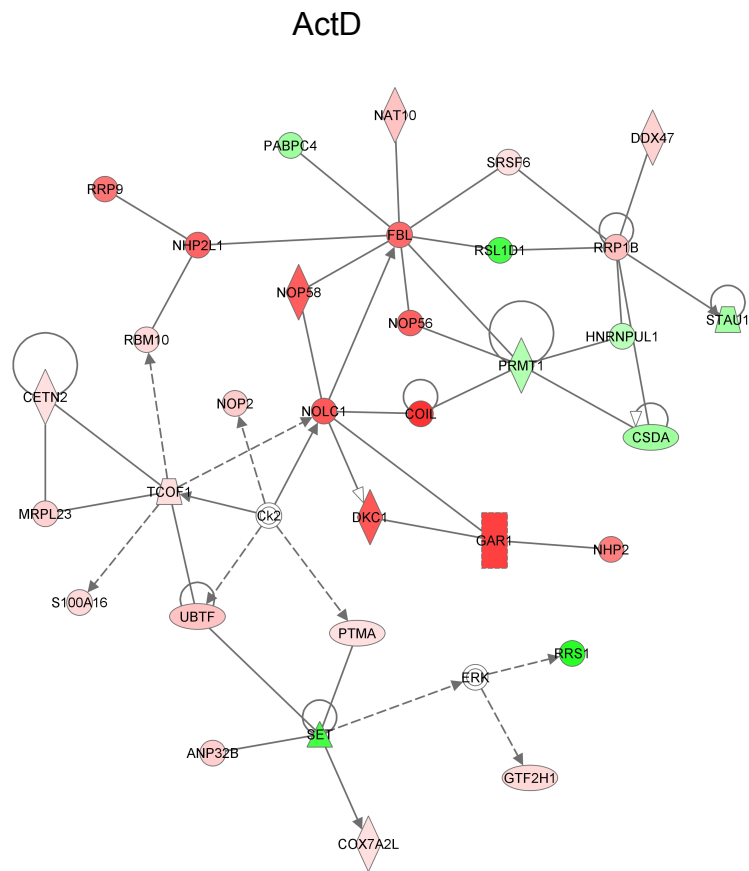 ActD
NAT10
DDX47
PABPC4
SRSF6
RRP9
FBL
NHP2L1
RSL1D1
RRP1B
NOP58
STAU1
NOP56
RBM10
HNRNPUL1
PRMT1
CETN2
NOP2
NOLC1
COIL
CSDA
TCOF1
MRPL23
Ck2
DKC1
GAR1
NHP2
S100A16
UBTF
PTMA
RRS1
ERK
SET
ANP32B
GTF2H1
COX7A2L